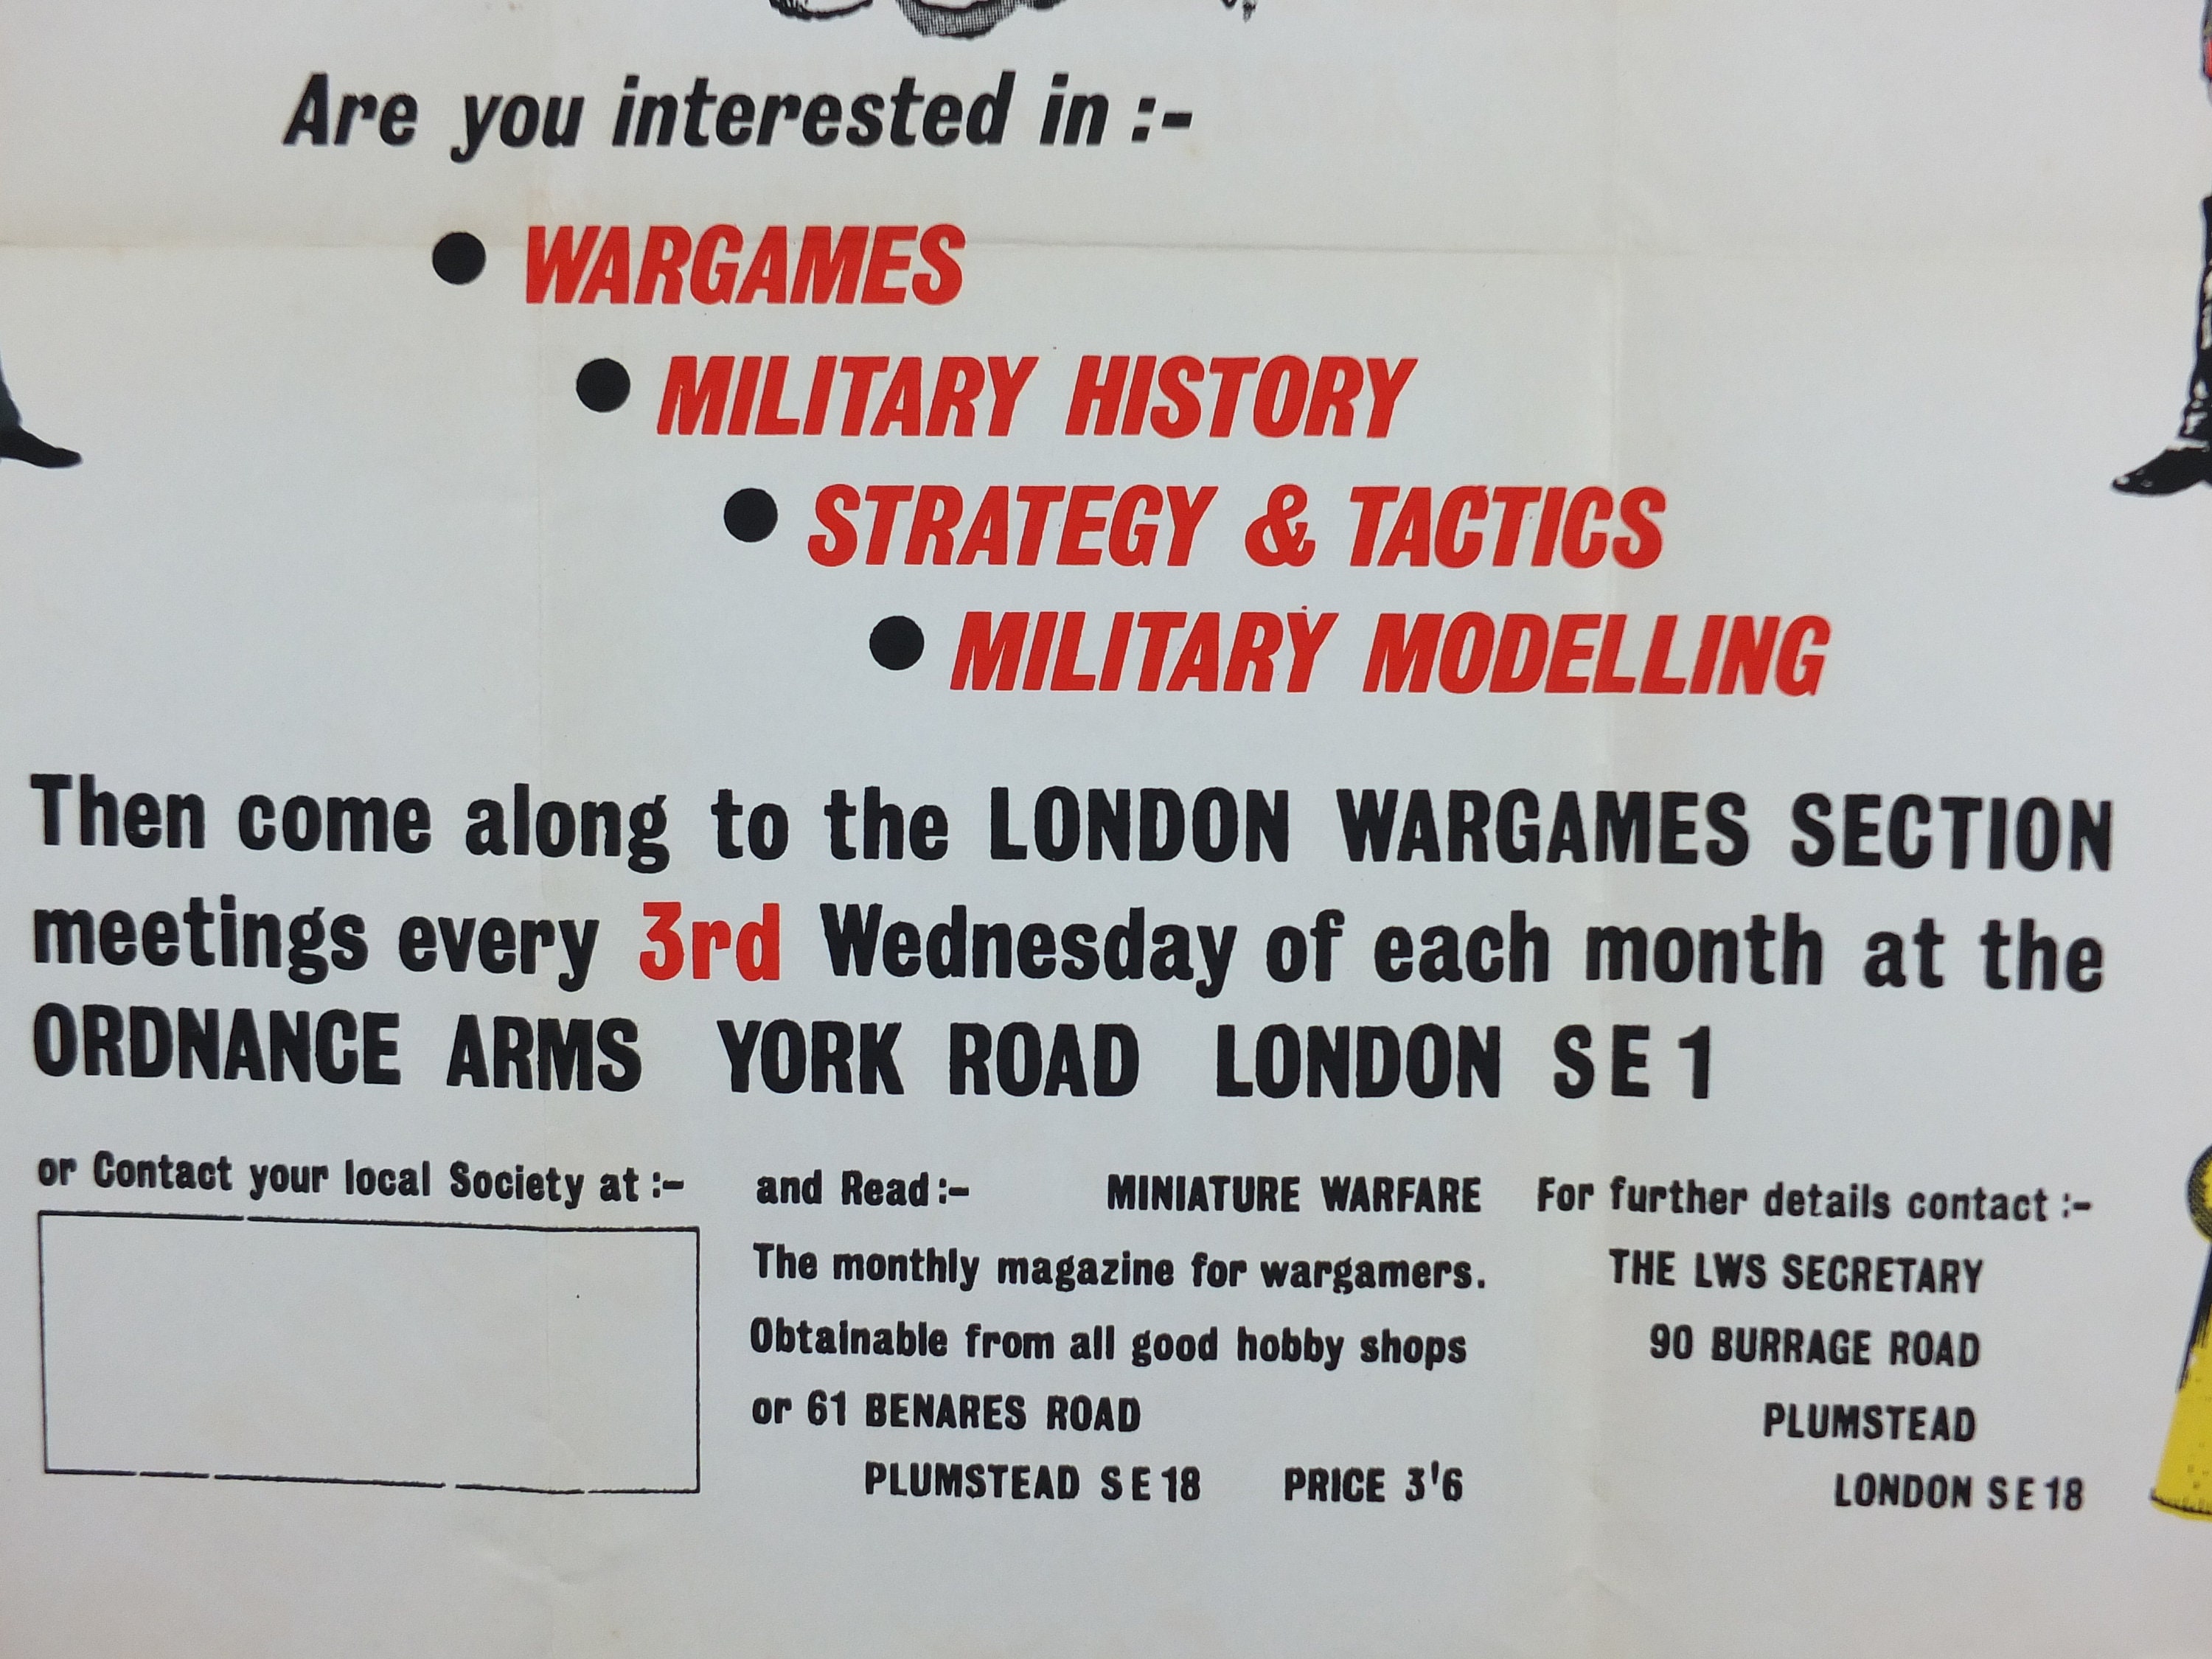 Are you interested in :-
• WARGAMES
• MILITARY HISTORY
• STRATEGY & TACTICS
• MILITARY MODELLING
Then come along to the LONDON WARGAMES SECTION
meetings every 3rd Wednesday of each month at the
ORDNANCE ARMS YORK ROAD LONDON SE1
or Contact your local Society at :-
and Read :- MINIATURE WARFARE
The monthly magazine for wargamers.
Obtainable from all good hobby shops
or 61 BENARES ROAD
PLUMSTEAD SE18 PRICE 3'6
For further details contact :-
THE LWS SECRETARY
90 BURRAGE ROAD
PLUMSTEAD
LONDON SE18